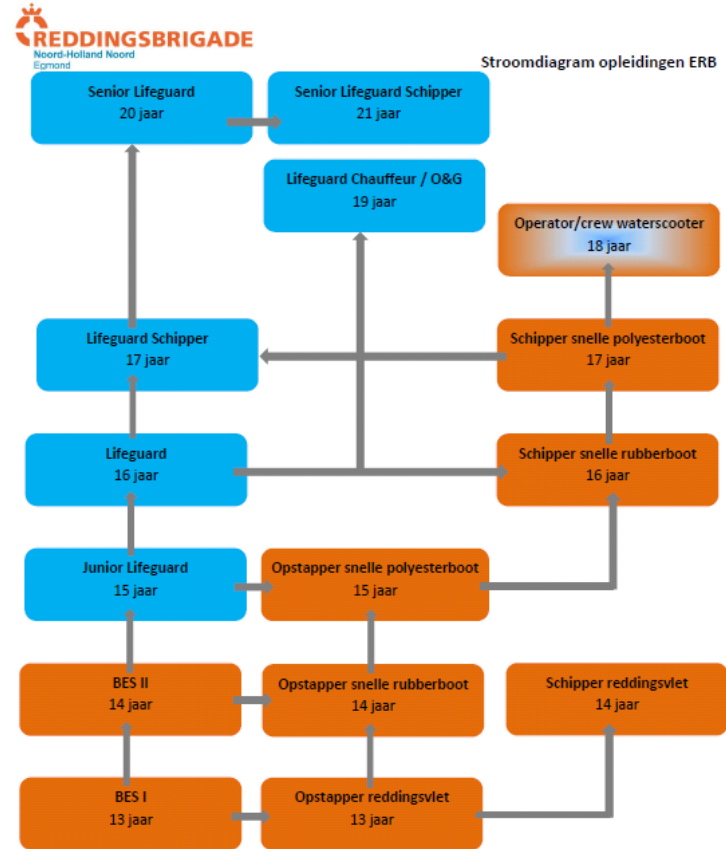 REDDINGSBRIGADE
Noord-Holland Noord
Egmond
Stroomdiagram opleidingen ERB
Senior Lifeguard
20 jaar
Senior Lifeguard Schipper
21 jaar
Lifeguard Chauffeur / O&G
19 jaar
Operator/crew waterscooter
18 jaar
Lifeguard Schipper
17 jaar
Schipper snelle polyesterboot
17 jaar
Lifeguard
16 jaar
Schipper snelle rubberboot
16 jaar
Junior Lifeguard
15 jaar
Opstapper snelle polyesterboot
15 jaar
BES II
14 jaar
Opstapper snelle rubberboot
14 jaar
Schipper reddingsvlet
14 jaar
BES I
13 jaar
Opstapper reddingsvlet
13 jaar